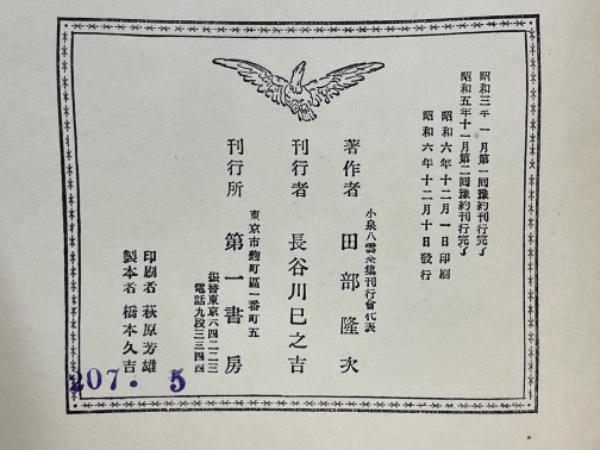 昭和三年一月第一回豫約刊行完了
昭和五年十一月第二回豫約刊行完了
昭和六年十二月一日印刷
昭和六年十二月十日發行
小泉八雲全集刊行會代表
著作者 田部隆次
刊行者 長谷川巳之吉
東京市麴町區一番町五
刊行所 第一書房
振替東京六四二二三
電話九段三三四四
印刷者 萩原芳雄
製本者 橋本久吉
207. 5